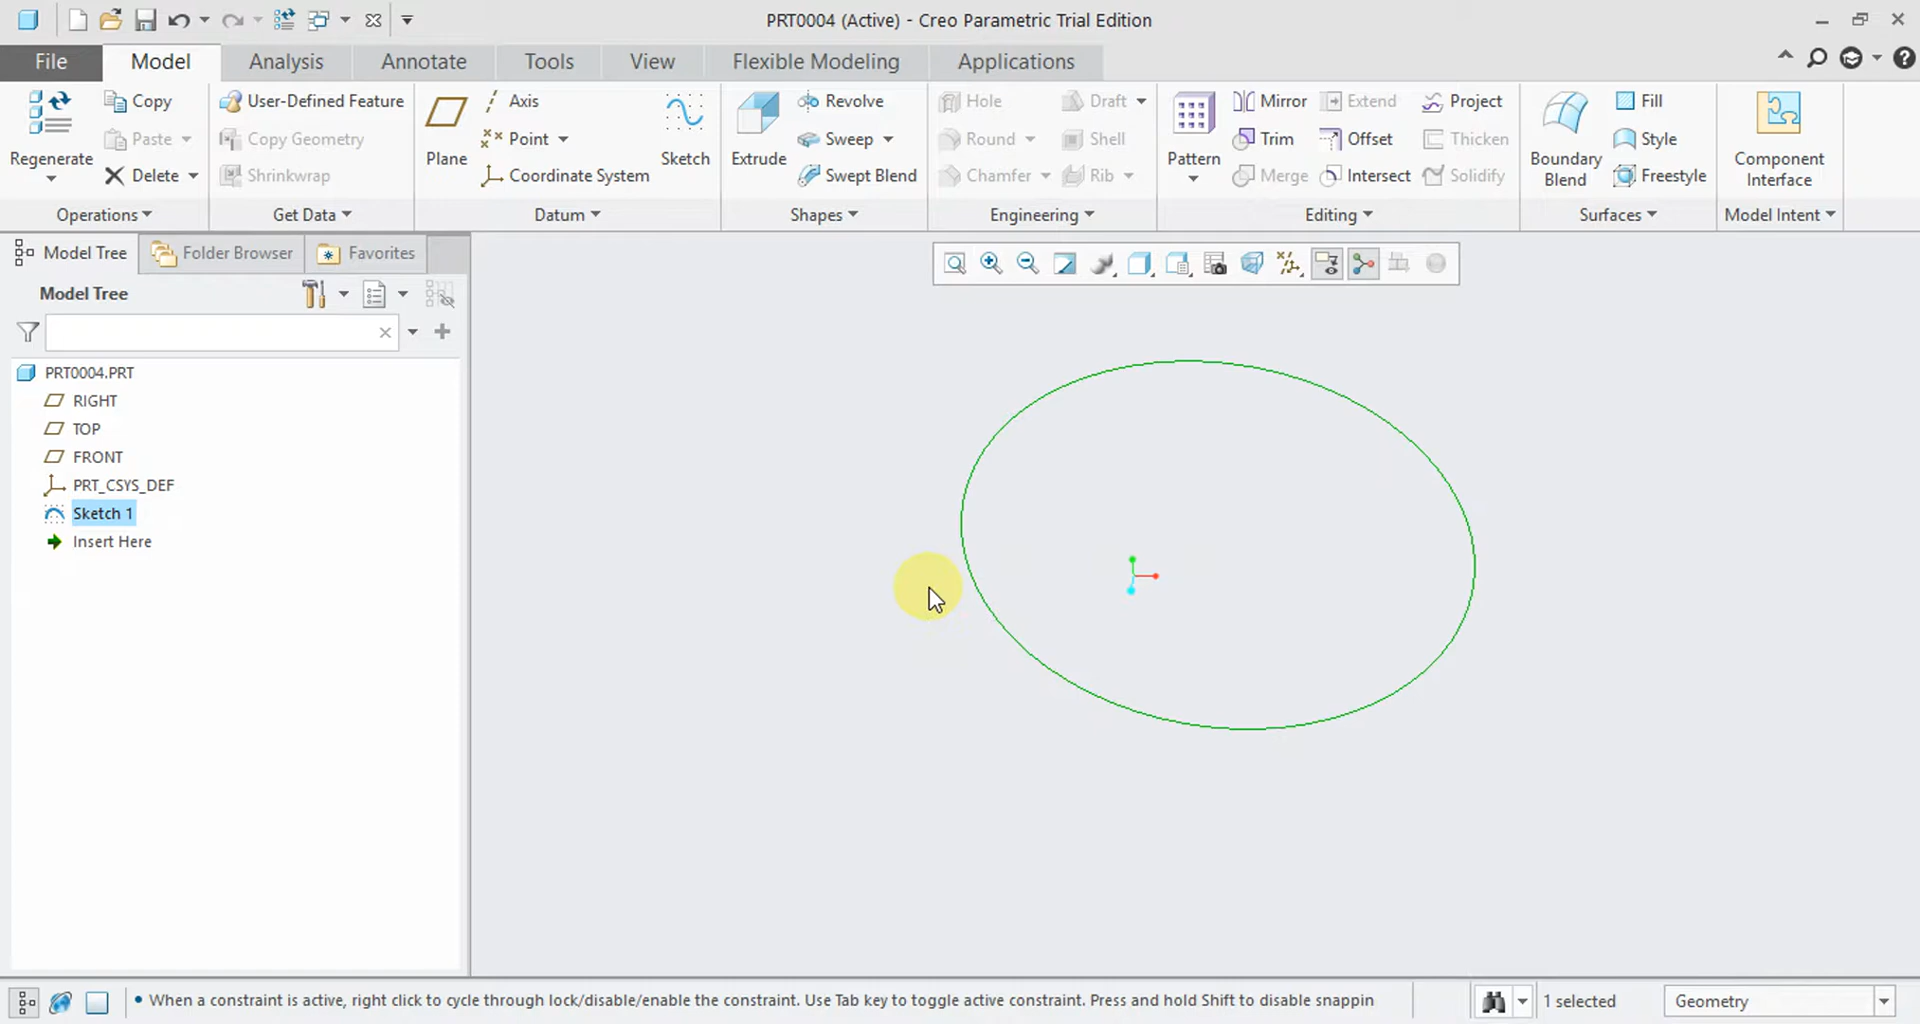 PRT0004 (Active) - Creo Parametric Trial Edition
File Model Analysis Annotate Tools View Flexible Modeling Applications
Regenerate
Copy
Paste
Delete
Operations
User-Defined Feature
Copy Geometry
Shrinkwrap
Get Data
Plane
Axis
Point
Coordinate System
Sketch
Datum
Extrude
Revolve
Sweep
Swept Blend
Shapes
Hole
Round
Chamfer
Draft
Shell
Rib
Engineering
Pattern
Mirror
Trim
Merge
Extend
Offset
Intersect
Project
Thicken
Solidify
Editing
Boundary
Blend
Fill
Style
Freestyle
Surfaces
Component
Interface
Model Intent
Model Tree Folder Browser Favorites
Model Tree
PRT0004.PRT
RIGHT
TOP
FRONT
PRT_CSYS_DEF
Sketch 1
Insert Here
• When a constraint is active, right click to cycle through lock/disable/enable the constraint. Use Tab key to toggle active constraint. Press and hold Shift to disable snappin
1 selected
Geometry